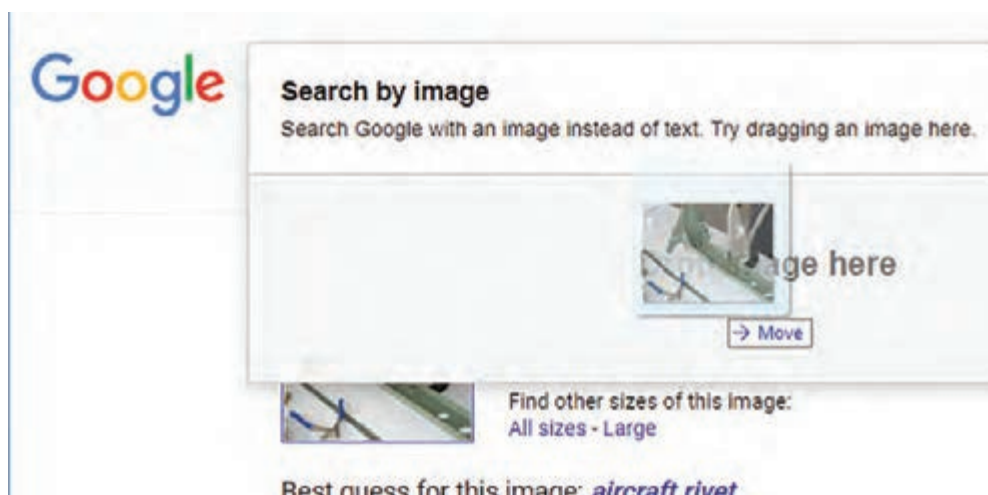 Google
Search by image
Search Google with an image instead of text. Try dragging an image here.
age here
→ Move
Find other sizes of this image:
All sizes - Large
Best guess for this image: aircraft rivet